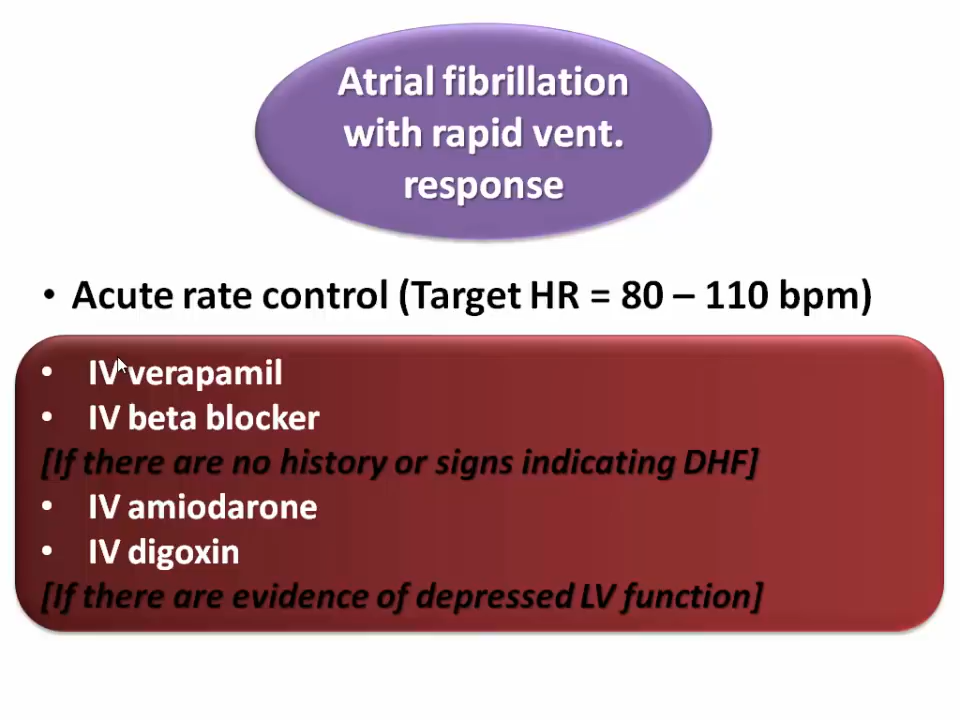 Atrial fibrillation
with rapid vent.
response
• Acute rate control (Target HR = 80 – 110 bpm)
• IV verapamil
• IV beta blocker
[If there are no history or signs indicating DHF]
• IV amiodarone
• IV digoxin
[If there are evidence of depressed LV function]